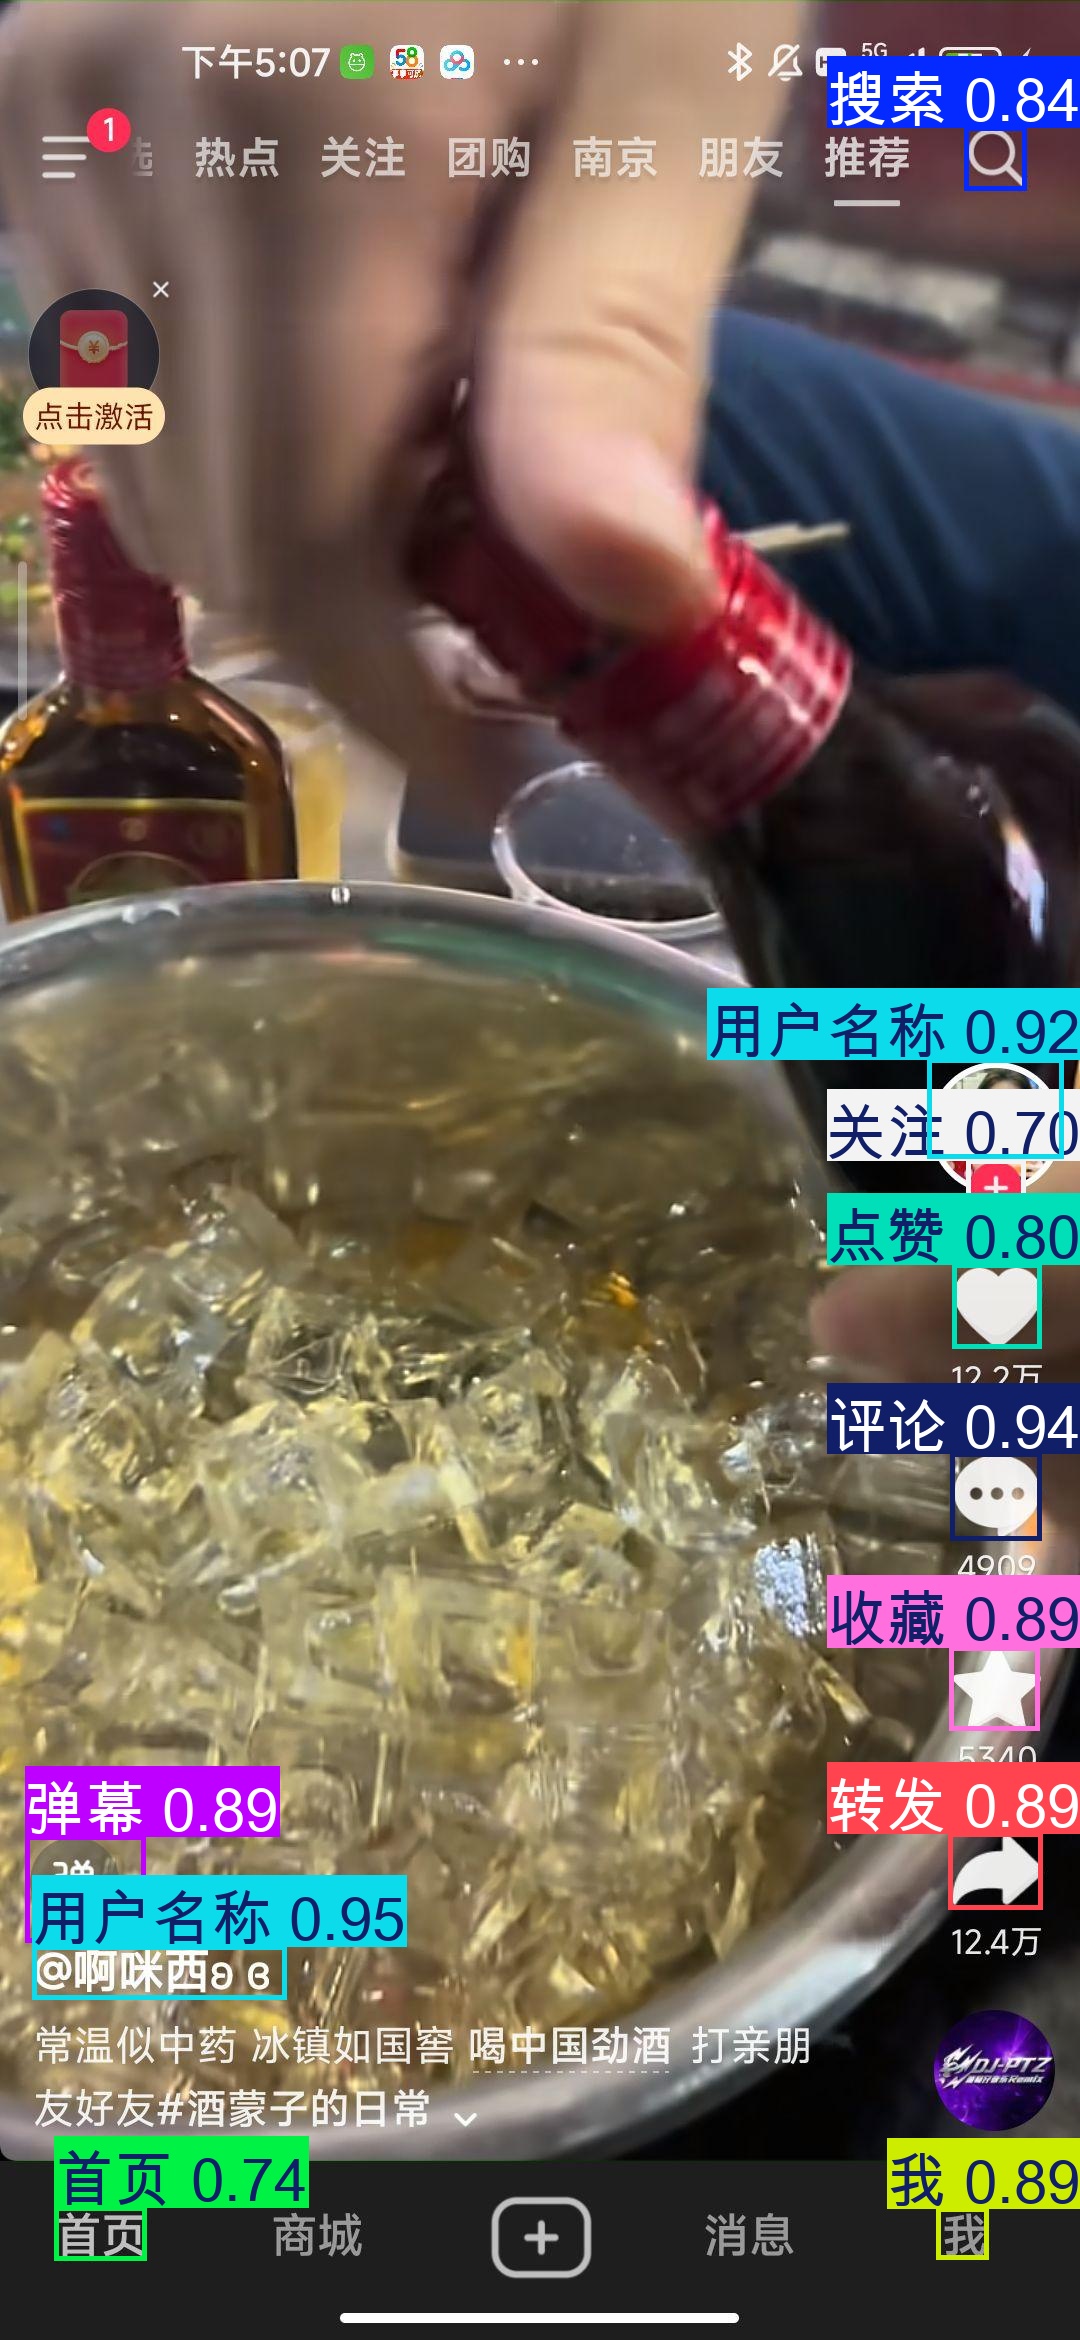 下午5:07 58 ... 5G
搜索 0.84
1
热点 关注 团购 南京 朋友 推荐
×
¥
点击激活
用户名称 0.92
关注 0.70
点赞 0.80
12.2万
评论 0.94
4909
收藏 0.89
5340
弹幕 0.89
转发 0.89
弹
用户名称 0.95
12.4万
@啊咪西ʚ ɞ
常温似中药 冰镇如国窖 喝中国劲酒 打亲朋
友好友#酒蒙子的日常
DJ-PTZ
首页 0.74
我 0.89
首页 商城 消息 我